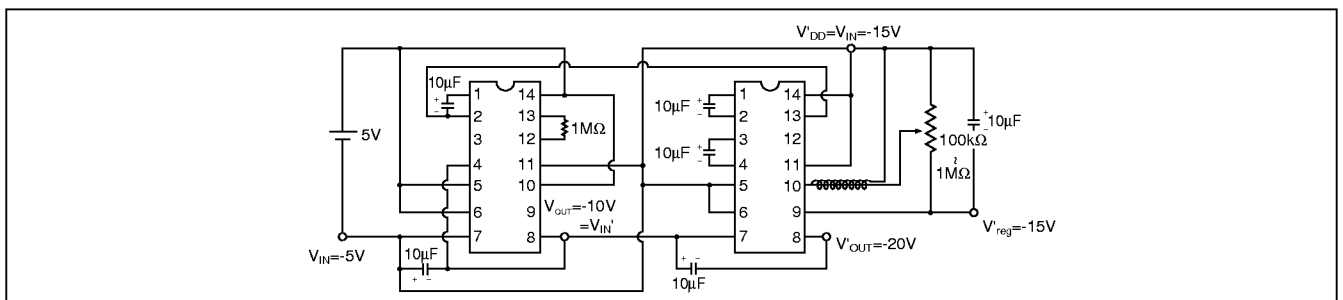 V'DD=VIN=-15V
10µF
1 14
2 13
3 12
4 11
5 10
6 9
7 8
1MΩ
5V
VOUT=-10V
=VIN'
VIN=-5V
10µF
+ -
10µF
10µF
1 14
2 13
3 12
4 11
5 10
6 9
7 8
10µF
+ -
100kΩ
~
1MΩ
10µF
V'reg=-15V
V'OUT=-20V